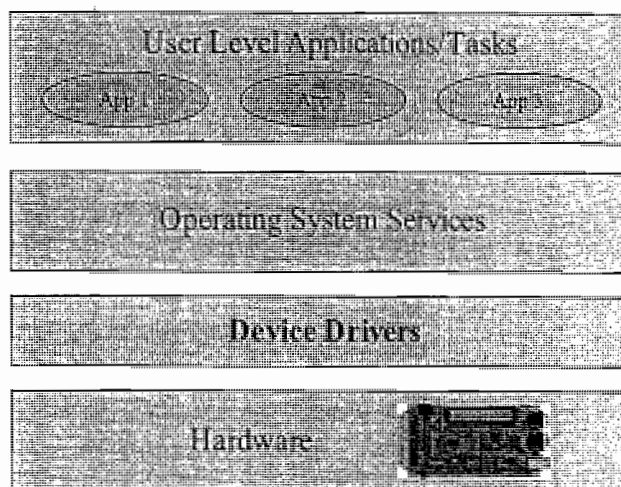 User Level Applications/Tasks
App 1 App 2 App 3
Operating System Services
Device Drivers
Hardware